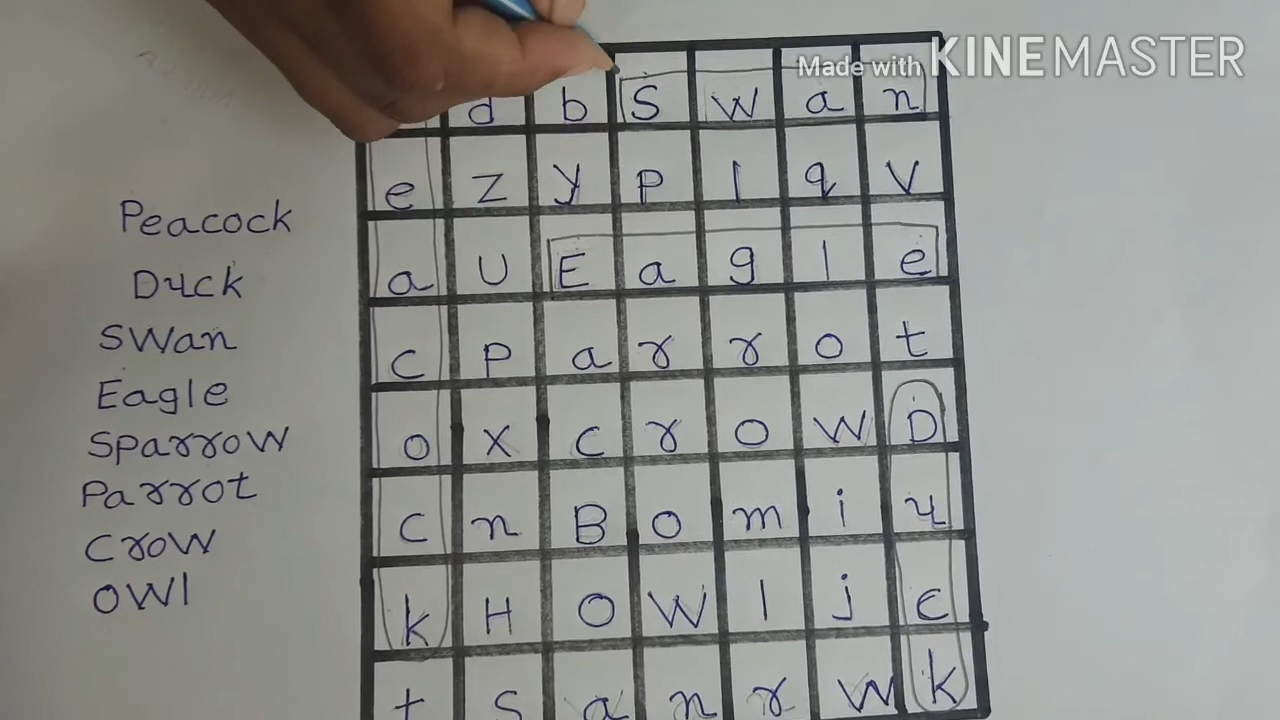 Made with KINEMASTER
d b S w a n
e z y p l q v
Peacock
a U E a g l e
Duck
c p a r r o t
Swan
Eagle
o x c r o w D
Sparrow
Parrot
c n B o m i u
Crow
Owl
k H O W l j c
t s a n r w k